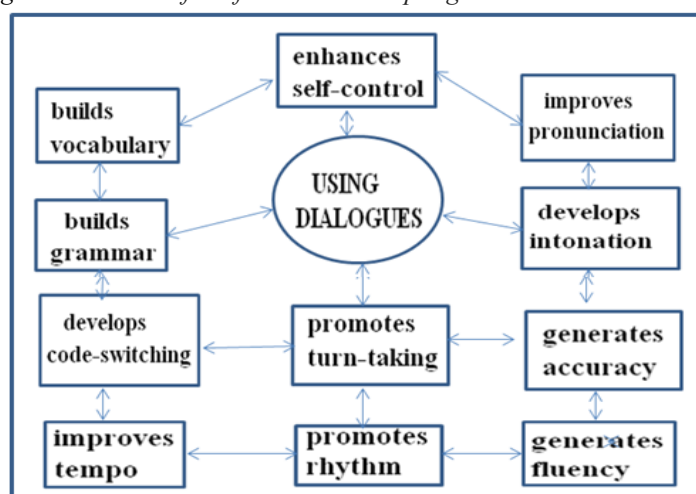 enhances
self-control
builds
vocabulary
improves
pronunciation
USING
DIALOGUES
builds
grammar
develops
intonation
develops
code-switching
promotes
turn-taking
generates
accuracy
improves
tempo
promotes
rhythm
generates
fluency